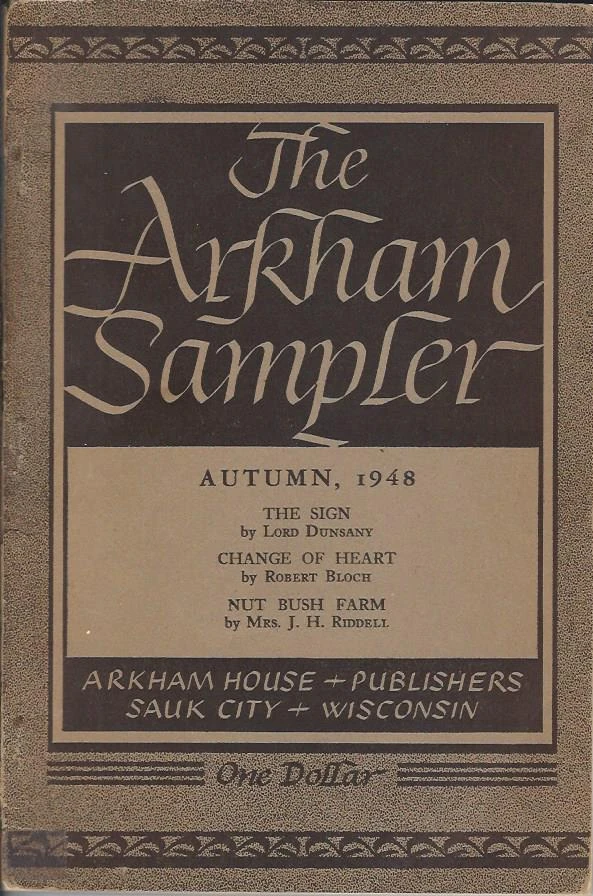 The
Arkham
Sampler
AUTUMN, 1948
THE SIGN
by LORD DUNSANY
CHANGE OF HEART
by ROBERT BLOCH
NUT BUSH FARM
by MRS. J. H. RIDDELL
ARKHAM HOUSE + PUBLISHERS
SAUK CITY + WISCONSIN
One Dollar